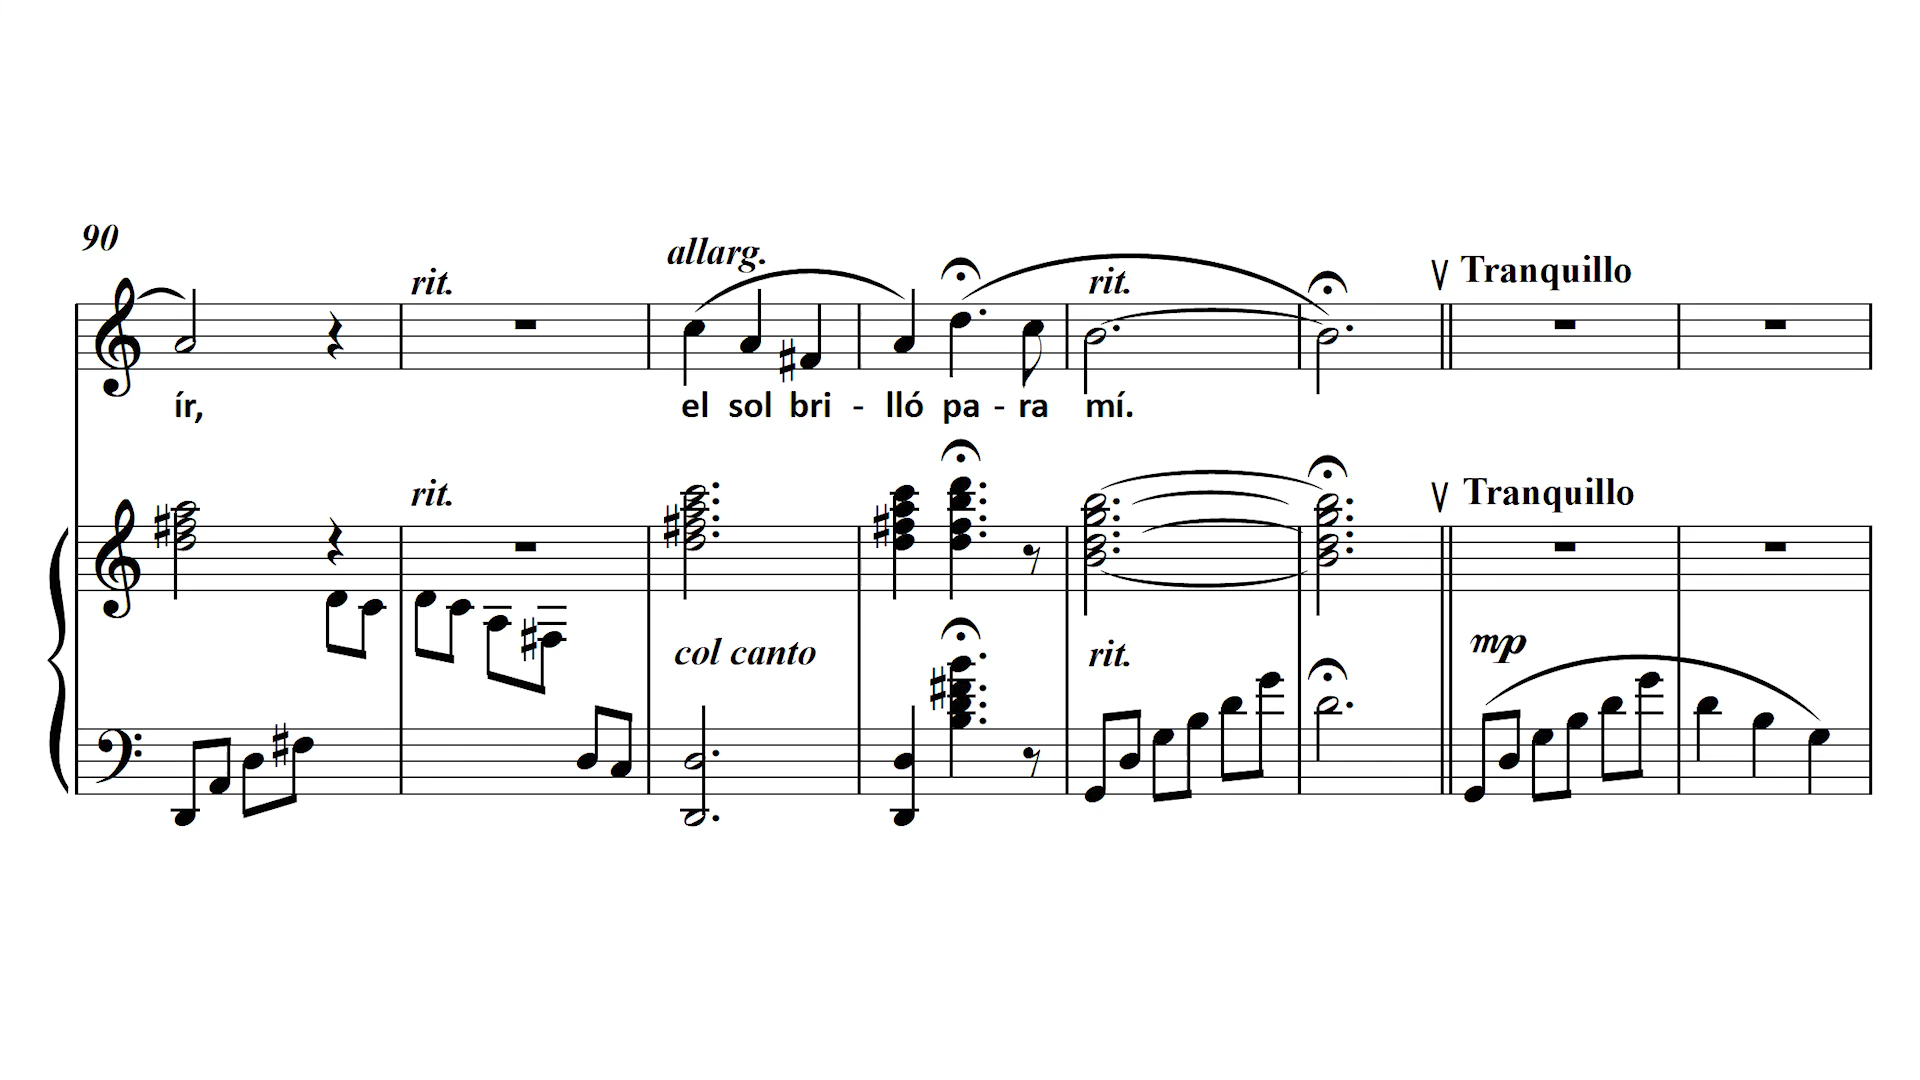 90
rit.
allarg.
rit.
Tranquillo
ír, el sol bri - lló pa - ra mí.
rit.
Tranquillo
col canto
rit.
mp